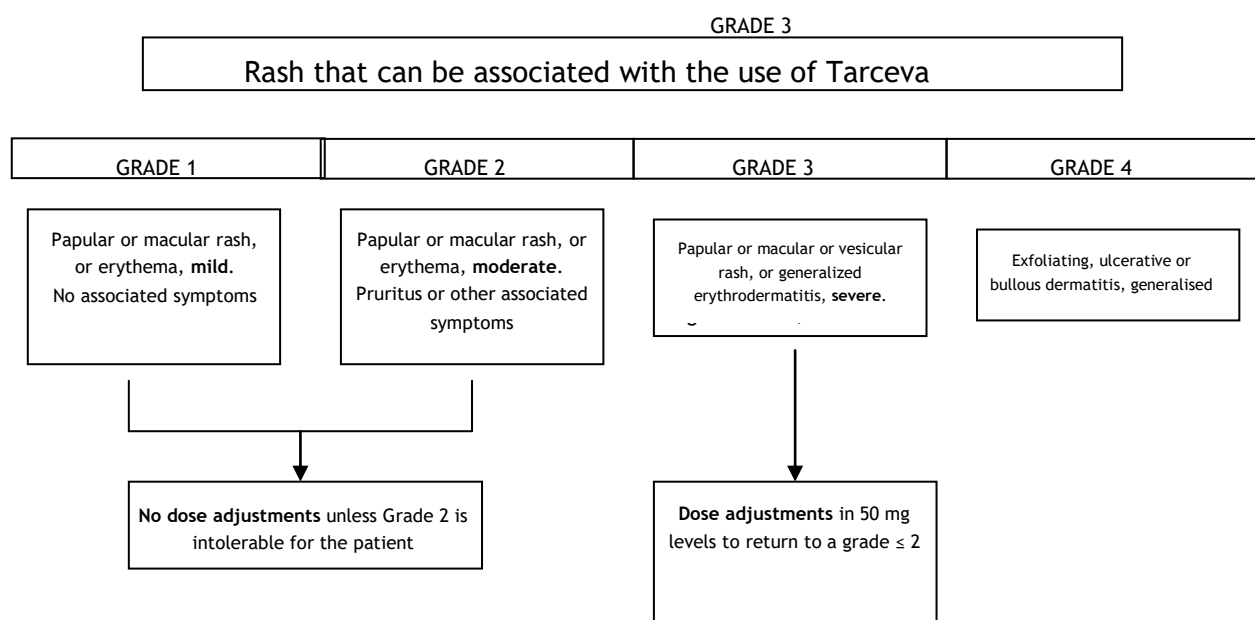 GRADE 3
Rash that can be associated with the use of Tarceva
GRADE 1
GRADE 2
GRADE 3
GRADE 4
Papular or macular rash,
or erythema, mild.
No associated symptoms
Papular or macular rash, or
erythema, moderate.
Pruritus or other associated
symptoms
Papular or macular or vesicular
rash, or generalized
erythrodermatitis, severe.
Exfoliating, ulcerative or
bullous dermatitis, generalised
No dose adjustments unless Grade 2 is
intolerable for the patient
Dose adjustments in 50 mg
levels to return to a grade ≤ 2